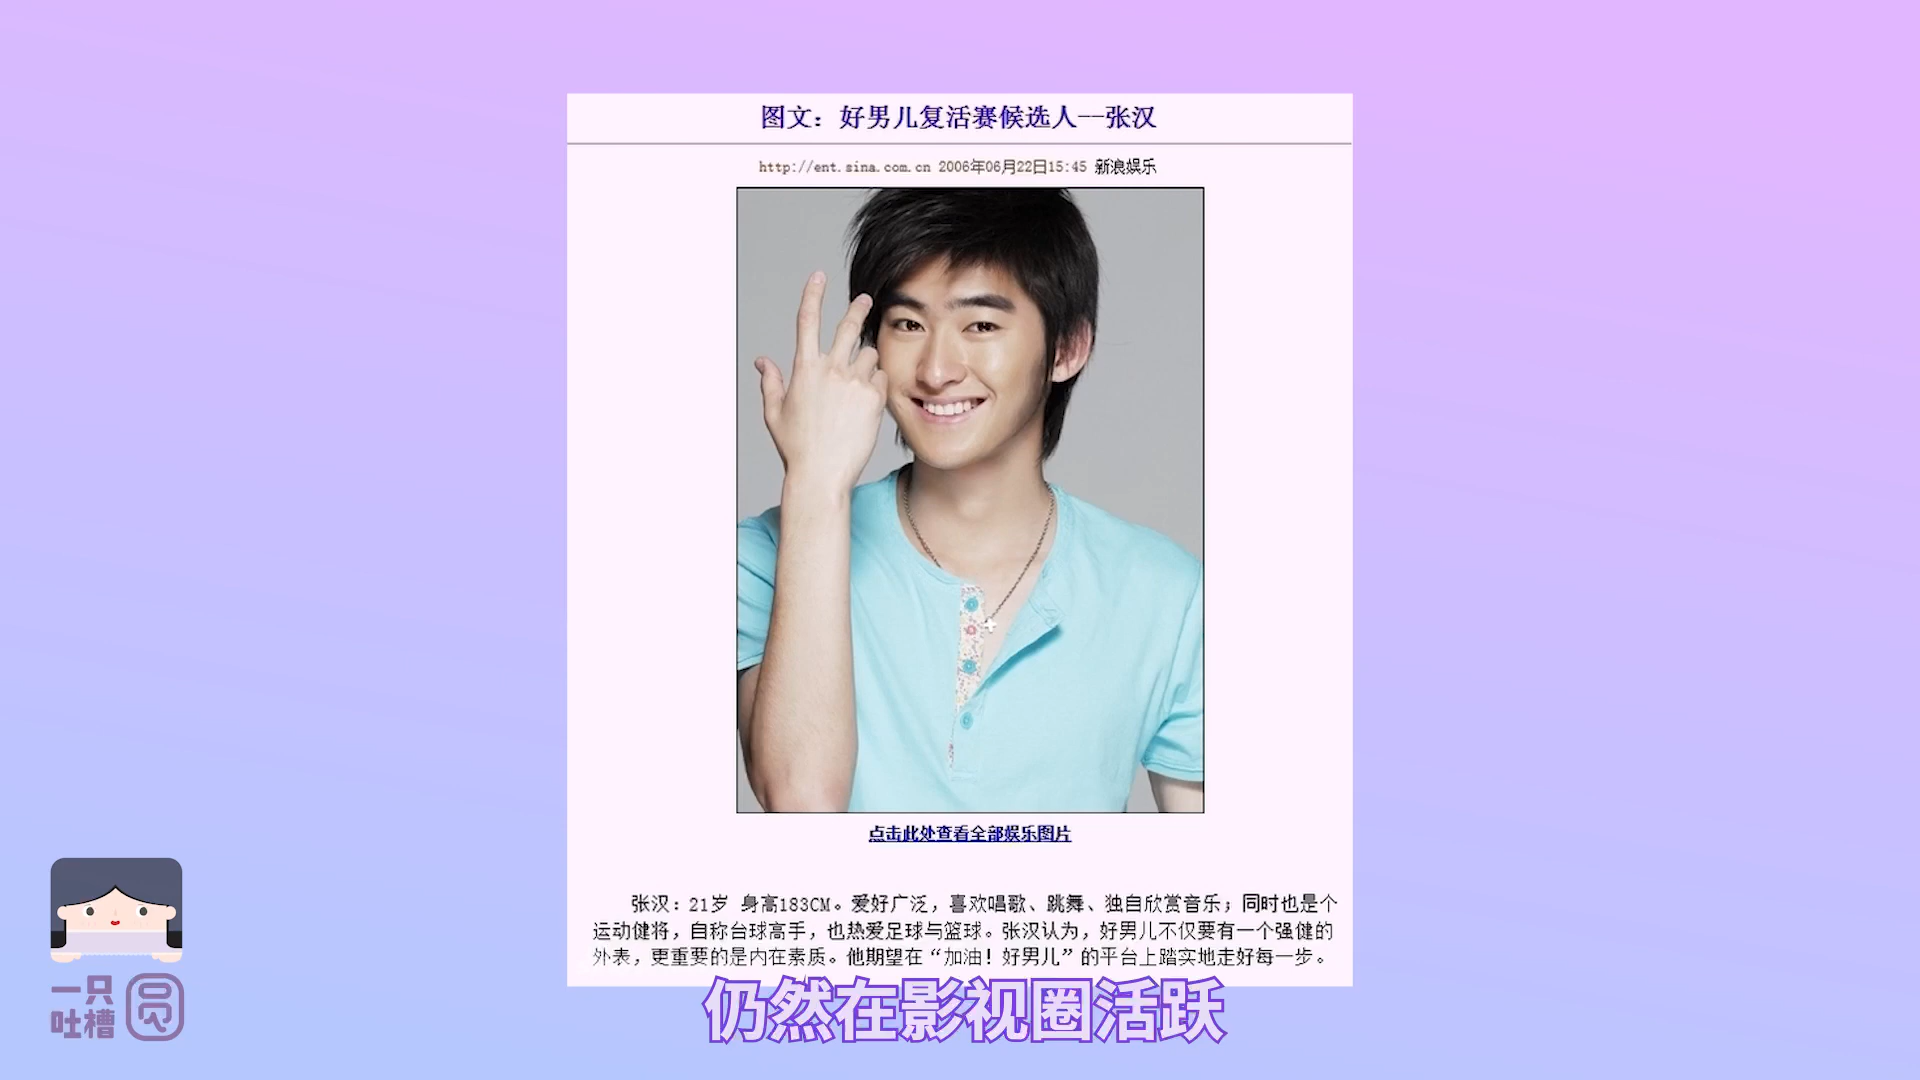 图文：好男儿复活赛候选人--张汉
http://ent.sina.com.cn 2006年06月22日15:45 新浪娱乐
点击此处查看全部娱乐图片
张汉：21岁 身高183CM。爱好广泛，喜欢唱歌、跳舞、独自欣赏音乐；同时也是个
运动健将，自称台球高手，也热爱足球与篮球。张汉认为，好男儿不仅要有一个强健的
外表，更重要的是内在素质。他期望在“加油！好男儿”的平台上踏实地走好每一步。
仍然在影视圈活跃
一只
吐槽
圆